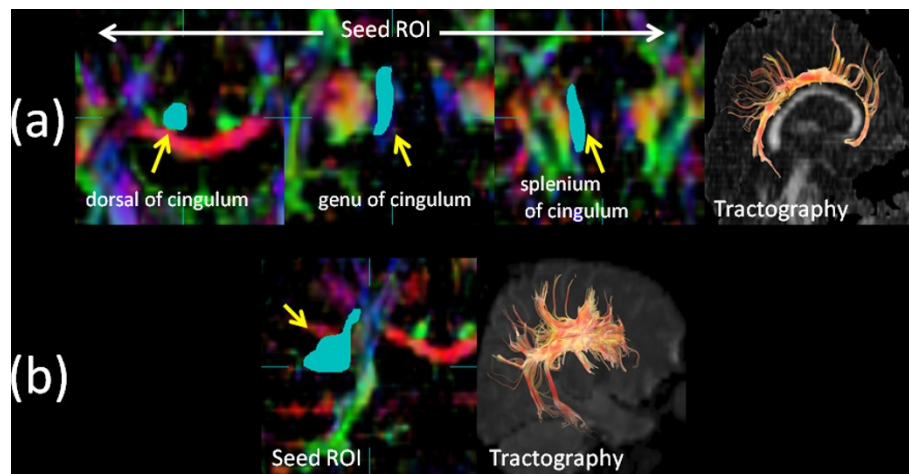 Seed ROI
(a)
dorsal of cingulum
genu of cingulum
splenium
of cingulum
Tractography
(b)
Seed ROI
Tractography